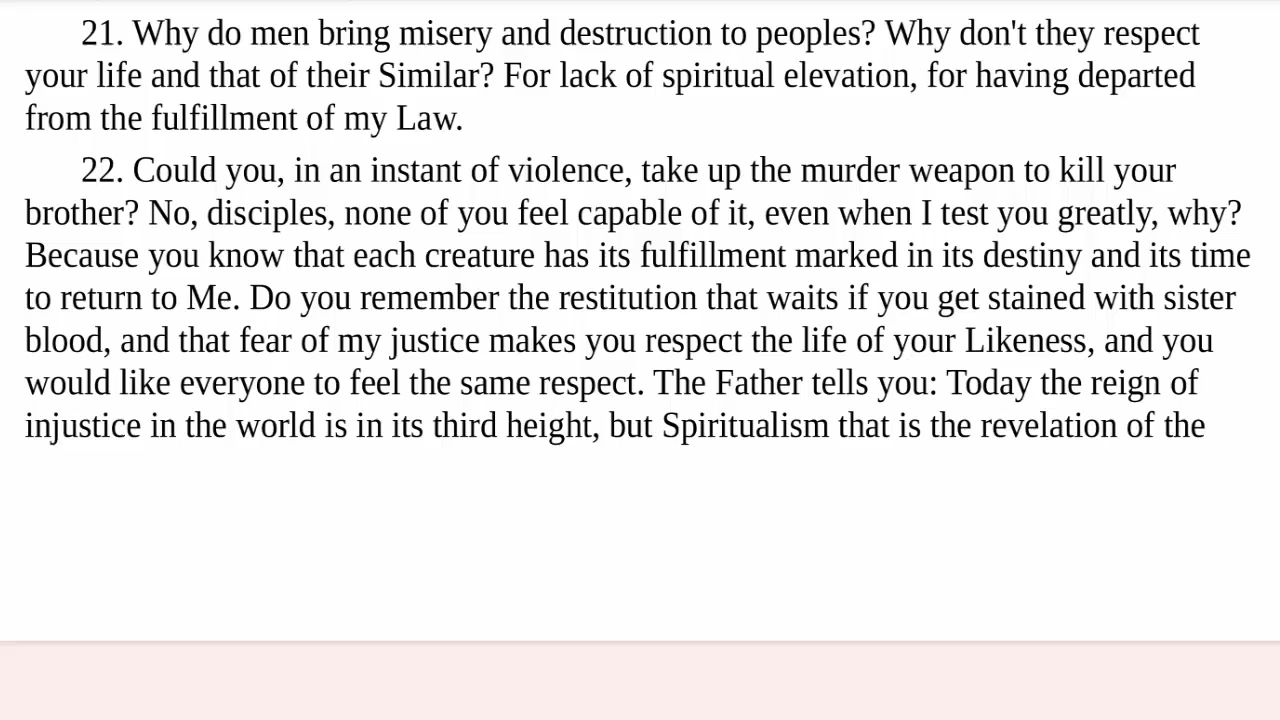 21. Why do men bring misery and destruction to peoples? Why don't they respect
your life and that of their Similar? For lack of spiritual elevation, for having departed
from the fulfillment of my Law.
22. Could you, in an instant of violence, take up the murder weapon to kill your
brother? No, disciples, none of you feel capable of it, even when I test you greatly, why?
Because you know that each creature has its fulfillment marked in its destiny and its time
to return to Me. Do you remember the restitution that waits if you get stained with sister
blood, and that fear of my justice makes you respect the life of your Likeness, and you
would like everyone to feel the same respect. The Father tells you: Today the reign of
injustice in the world is in its third height, but Spiritualism that is the revelation of the